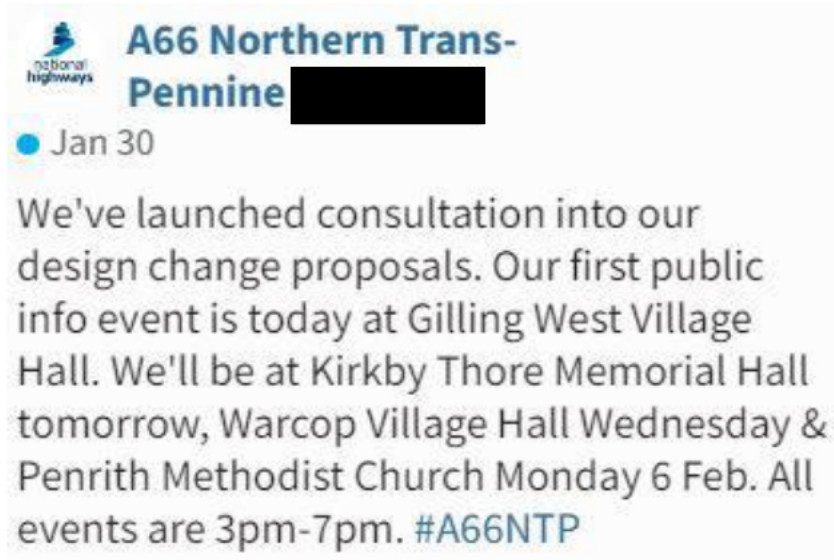 national
highways
A66 Northern Trans-
Pennine
Jan 30
We've launched consultation into our
design change proposals. Our first public
info event is today at Gilling West Village
Hall. We'll be at Kirkby Thore Memorial Hall
tomorrow, Warcop Village Hall Wednesday &
Penrith Methodist Church Monday 6 Feb. All
events are 3pm-7pm. #A66NTP